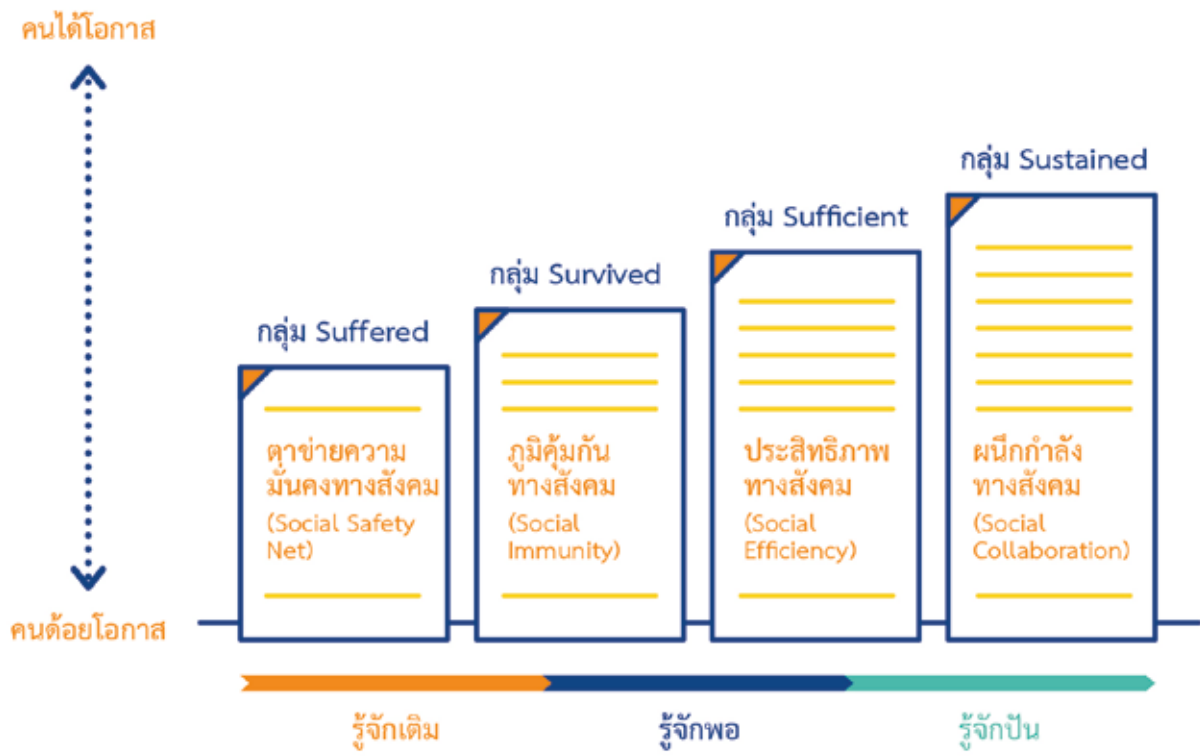 คนได้โอกาส
กลุ่ม Sustained
กลุ่ม Sufficient
กลุ่ม Survived
กลุ่ม Suffered
ตาข่ายความ
มั่นคงทางสังคม
(Social Safety
Net)
ภูมิคุ้มกัน
ทางสังคม
(Social
Immunity)
ประสิทธิภาพ
ทางสังคม
(Social
Efficiency)
ผนึกกำลัง
ทางสังคม
(Social
Collaboration)
คนด้อยโอกาส
รู้จักเติม
รู้จักพอ
รู้จักปัน